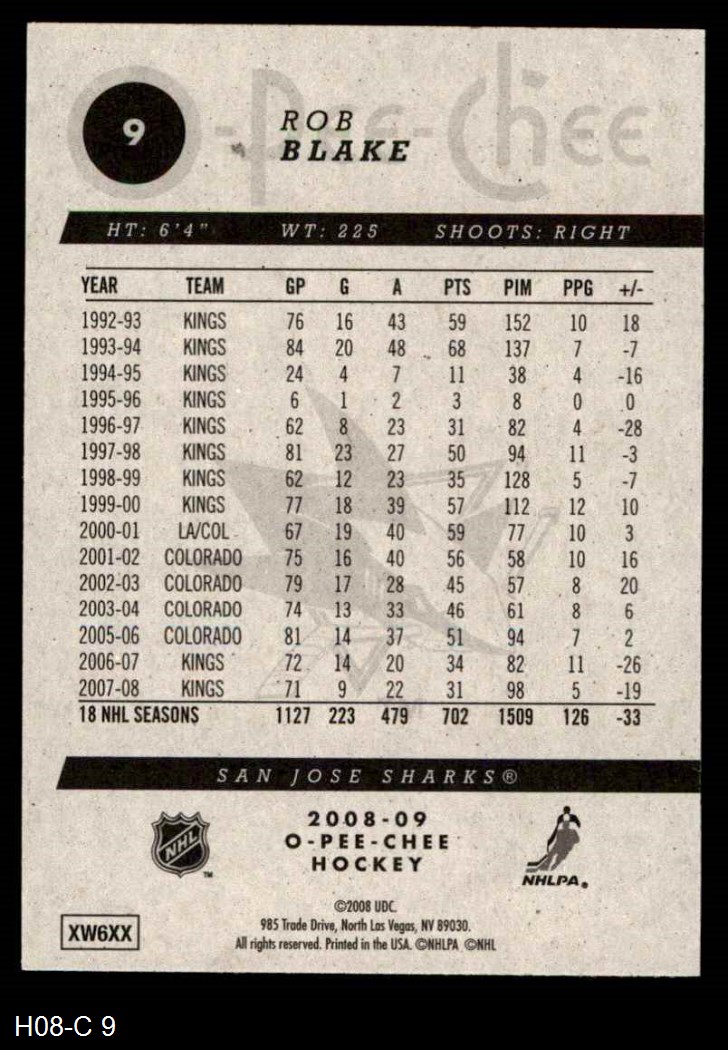 O-Pee-Chee
9
ROB
BLAKE
HT: 6'4" WT: 225 SHOOTS: RIGHT
YEAR TEAM GP G A PTS PIM PPG +/-
1992-93 KINGS 76 16 43 59 152 10 18
1993-94 KINGS 84 20 48 68 137 7 -7
1994-95 KINGS 24 4 7 11 38 4 -16
1995-96 KINGS 6 1 2 3 8 0 0
1996-97 KINGS 62 8 23 31 82 4 -28
1997-98 KINGS 81 23 27 50 94 11 -3
1998-99 KINGS 62 12 23 35 128 5 -7
1999-00 KINGS 77 18 39 57 112 12 10
2000-01 LA/COL 67 19 40 59 77 10 3
2001-02 COLORADO 75 16 40 56 58 10 16
2002-03 COLORADO 79 17 28 45 57 8 20
2003-04 COLORADO 74 13 33 46 61 8 6
2005-06 COLORADO 81 14 37 51 94 7 2
2006-07 KINGS 72 14 20 34 82 11 -26
2007-08 KINGS 71 9 22 31 98 5 -19
18 NHL SEASONS 1127 223 479 702 1509 126 -33
SAN JOSE SHARKS®
NHL TM
2008-09
O-PEE-CHEE
HOCKEY
NHLPA®
©2008 UDC.
985 Trade Drive, North Las Vegas, NV 89030.
All rights reserved. Printed in the USA. ©NHLPA ©NHL
XW6XX
H08-C 9